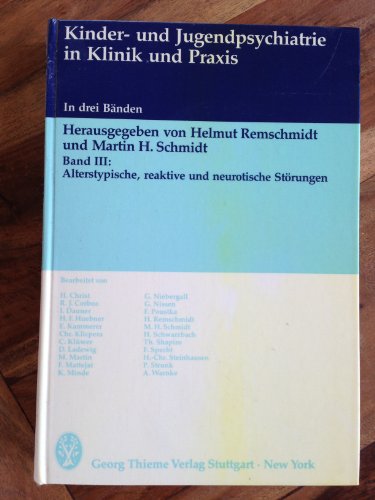 Kinder- und Jugendpsychiatrie
in Klinik und Praxis
In drei Bänden
Herausgegeben von Helmut Remschmidt
und Martin H. Schmidt
Band III:
Alterstypische, reaktive und neurotische Störungen
Bearbeitet von
H. Christ
R. J. Corboz
I. Dauner
H. F. Huebner
E. Kammerer
Chr. Klicpera
C. Klüwer
D. Ladewig
M. Martin
F. Mattejat
K. Minde
G. Niebergall
G. Nissen
F. Poustka
H. Remschmidt
M. H. Schmidt
H. Schwarzbach
Th. Shapiro
F. Specht
H.-Chr. Steinhausen
P. Strunk
A. Warnke
Georg Thieme Verlag Stuttgart · New York